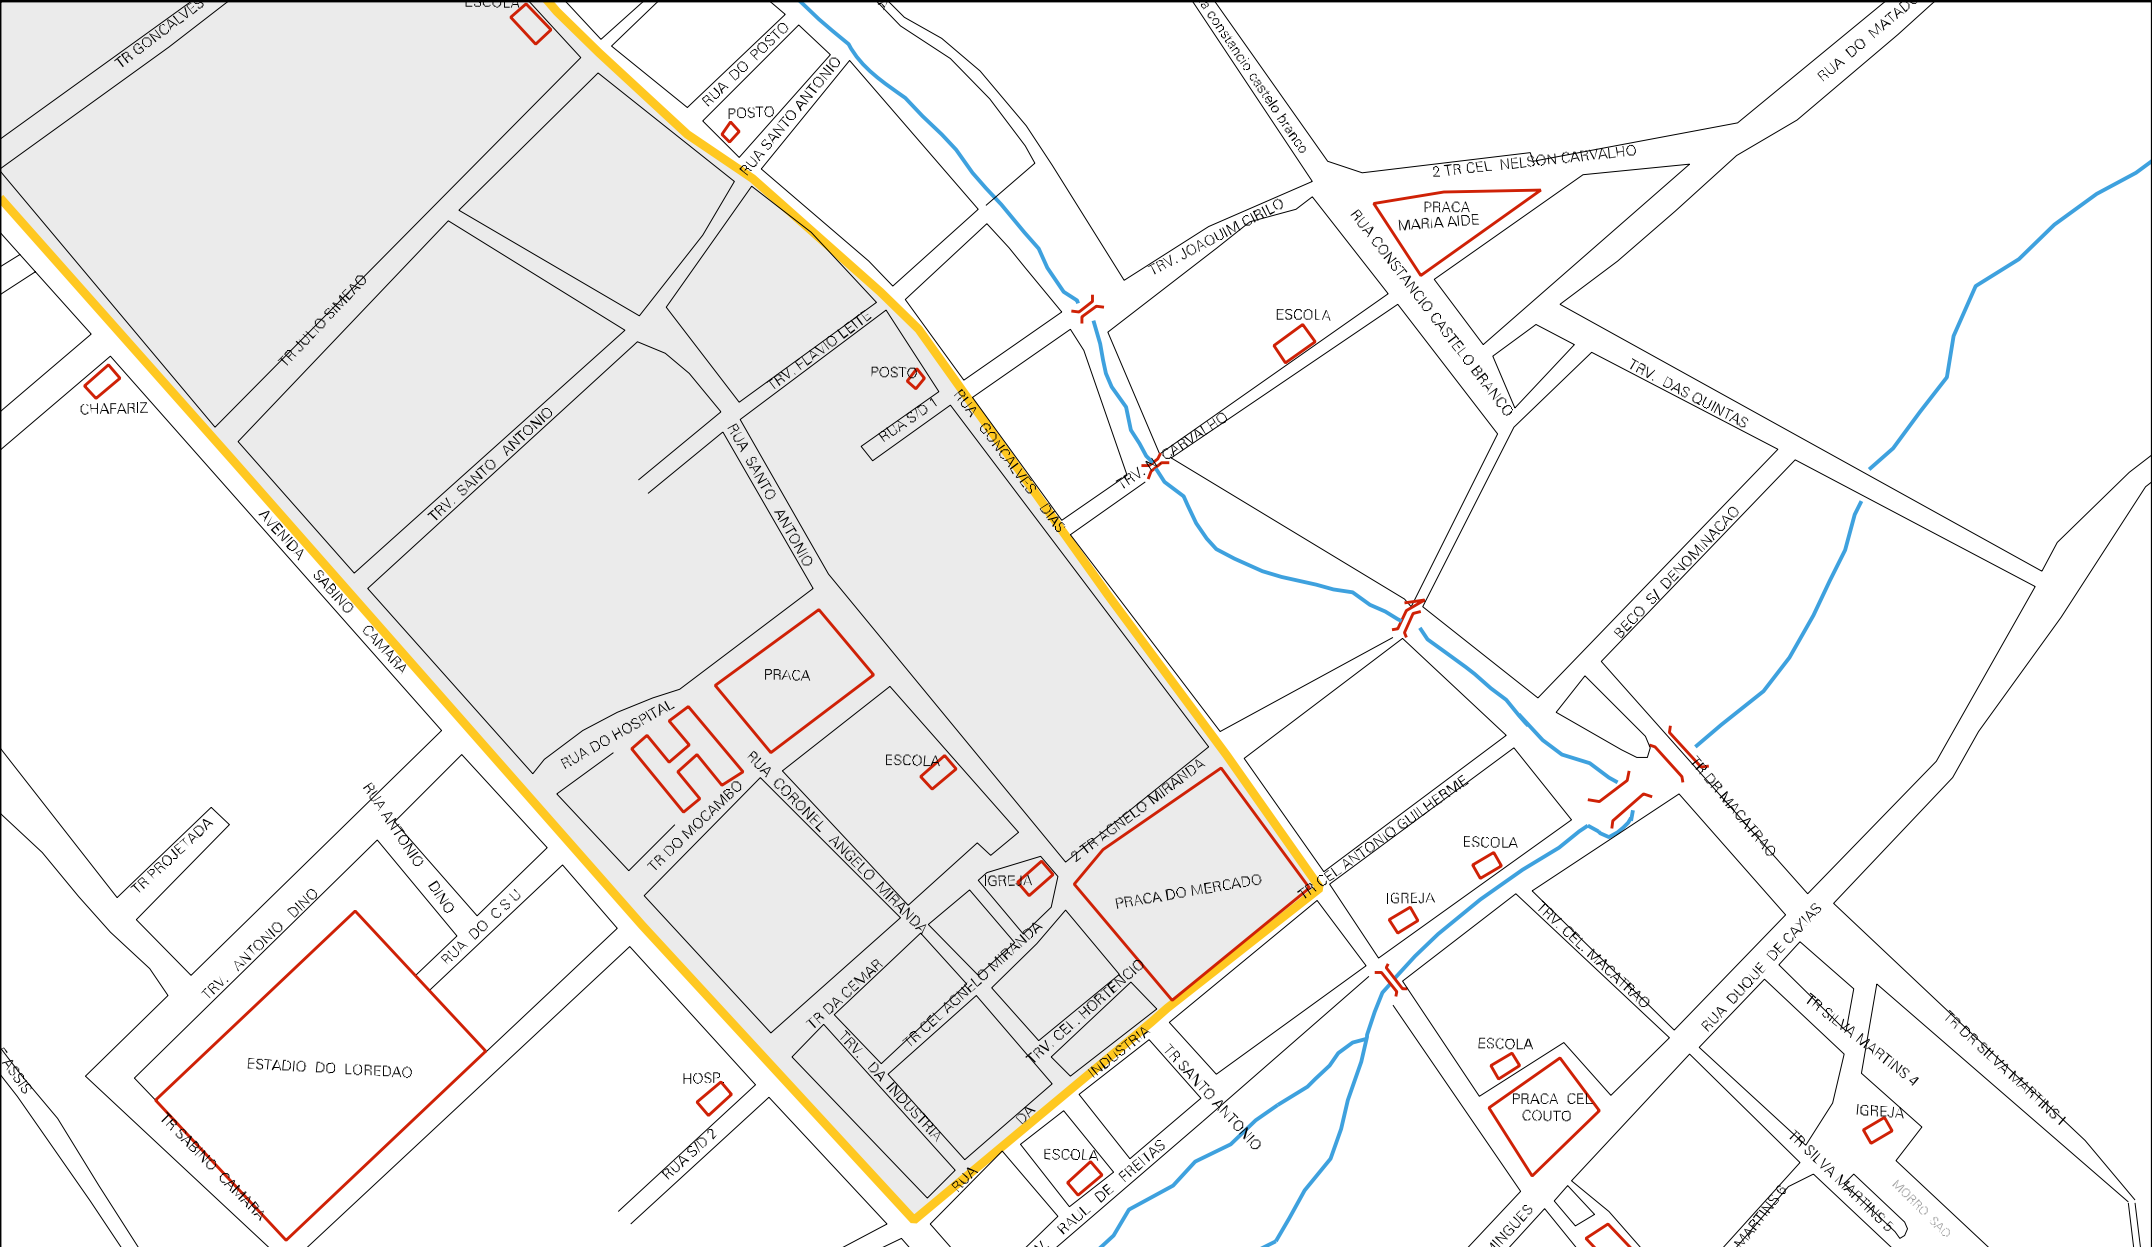 ESCOLA
TR GONCALVES
RUA DO POSTO
RUA SANTO ANTONIO
POSTO
a constancio castelo branco
RUA DO MATADO
2 TR CEL NELSON CARVALHO
PRACA
MARIA AIDE
TRV. JOAQUIM CIRILO
RUA CONSTANCIO CASTELO BRANCO
ESCOLA
TR JULIO SIMEAO
TRV. FLAVIO LEITE
POSTO
RUA S/D 1
CHAFARIZ
TRV. SANTO ANTONIO
RUA SANTO ANTONIO
RUA GONCALVES DIAS
TRV. DAS QUINTAS
CARVALHO
AVENIDA SABINO CAMARA
BECO S/ DENOMINACAO
PRACA
RUA DO HOSPITAL
ESCOLA
RUA CORONEL ANGELO MIRANDA
TR DO MOCAMBO
2 TR AGNELO MIRANDA
TR CEL ANTONIO GUILHERME
TR DR MACATRAO
RUA ANTONIO DINO
TR PROJETADA
TRV. ANTONIO DINO
RUA DO C S U
IGREJA
PRACA DO MERCADO
ESCOLA
IGREJA
TRV. CEL. MACATRAO
RUA DUQUE DE CAXIAS
TR DA CEMAR
TR CEL AGNELO MIRANDA
TRV. CEL. HORTENCIO
TRV. DA INDUSTRIA
RUA DA INDUSTRIA
TR SANTO ANTONIO
ESTADIO DO LOREDAO
HOSP.
ESCOLA
PRACA CEL
COUTO
TR SILVA MARTINS 4
TR DR SILVA MARTINS 1
IGREJA
TR SILVA MARTINS 5
MORRO SAO
TR SABINO CAMARA
RUA S/D 2
ESCOLA
RAUL DE FREITAS
MARTINS 6
MINGUES
ASSIS